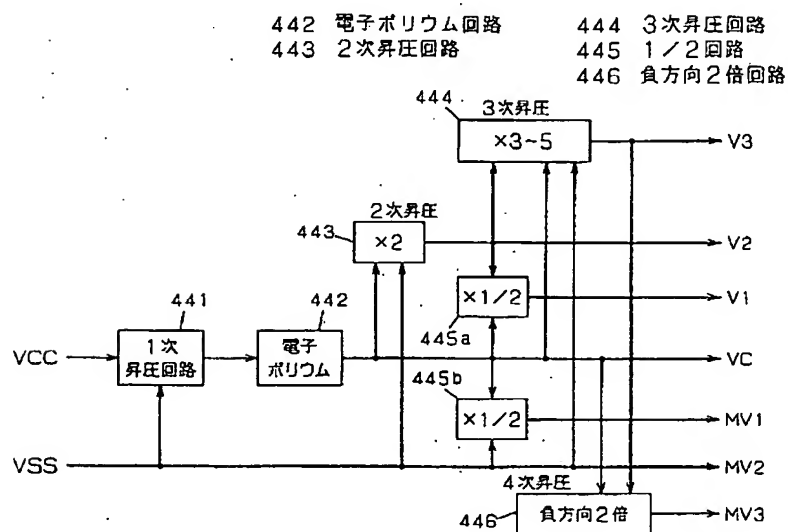 442 電子ポリウム回路
443 2次昇圧回路
444 3次昇圧回路
445 1/2回路
446 負方向2倍回路
444
3次昇圧
×3~5
V3
2次昇圧
443
×2
V2
441
442
×1/2
V1
445a
VCC
1次
昇圧回路
電子
ポリウム
VC
445b
×1/2
MV1
VSS
MV2
4次昇圧
446
負方向2倍
MV3